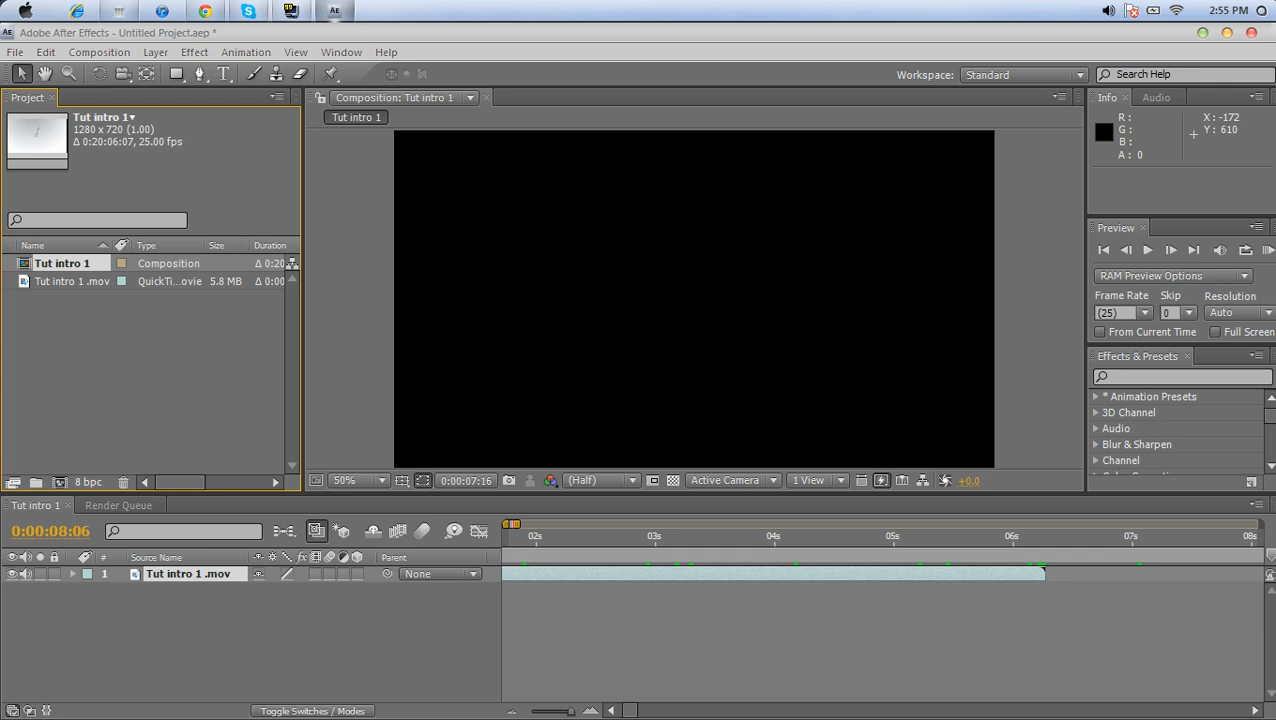 99
AE
2:55 PM
AE Adobe After Effects - Untitled Project.aep *
File Edit Composition Layer Effect Animation View Window Help
T Workspace: Standard Search Help
Project Composition: Tut intro 1 Info Audio
Tut intro 1
1280 x 720 (1.00)
Δ 0:20:06:07, 25.00 fps
Tut intro 1
R :
G :
B :
A : 0
X : -172
Y : 610
Preview
Name Type Size Duration
Tut intro 1 Composition Δ 0:20
Tut intro 1 .mov QuickTi...ovie 5.8 MB Δ 0:00
RAM Preview Options
Frame Rate Skip Resolution
(25) 0 Auto
From Current Time Full Screen
Effects & Presets
* Animation Presets
3D Channel
Audio
Blur & Sharpen
Channel
8 bpc 50% 0:00:07:16 (Half) Active Camera 1 View +0.0
Tut intro 1 Render Queue
0:00:08:06
02s 03s 04s 05s 06s 07s 08s
# Source Name Parent
1 Tut intro 1 .mov None
Toggle Switches / Modes